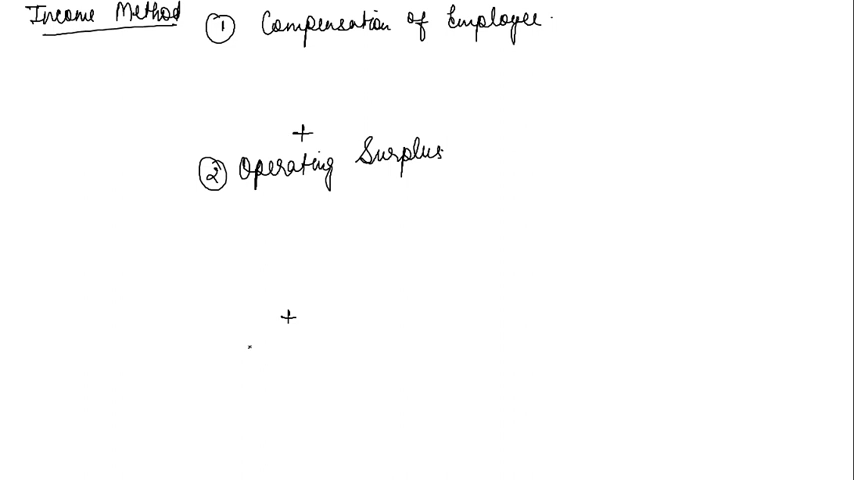 Income Method ① Compensation of Employee.
+
② Operating Surplus
+